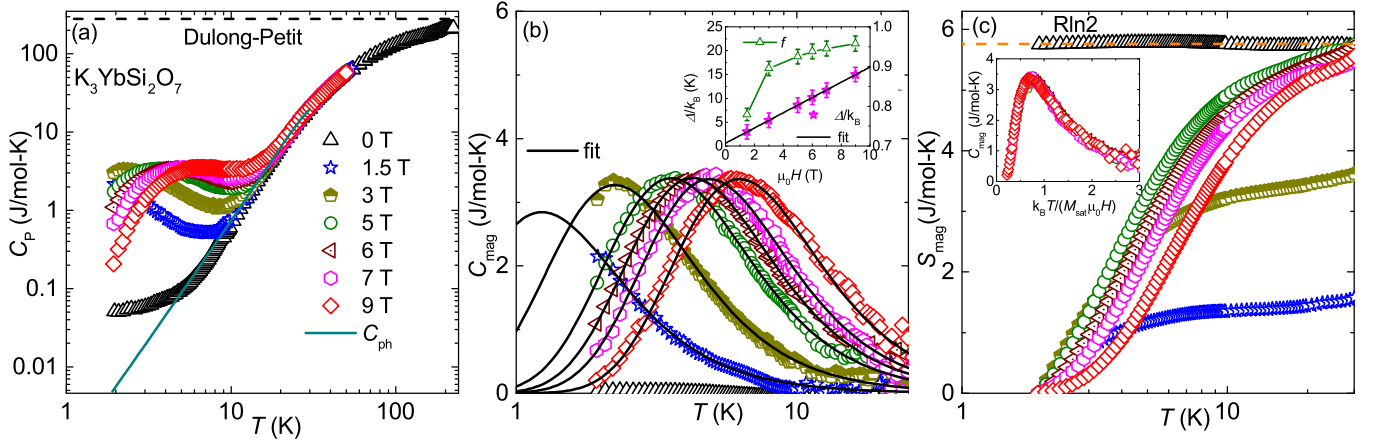 (a)
Dulong-Petit
K₃YbSi₂O₇
0 T
1.5 T
3 T
5 T
6 T
7 T
9 T
C_ph
100
10
1
0.1
0.01
C_P (J/mol-K)
1 10 100
T (K)
(b)
fit
6
4
2
0
C_mag (J/mol-K)
1 10
T (K)
f
Δ/k_B
fit
25
20
15
10
5
0
Δ/k_B (K)
0 2 4 6 8 10
μ₀H (T)
1.0
0.9
0.8
0.7
(c)
Rln2
6
4
2
0
S_mag (J/mol-K)
1 10
T (K)
4
3
2
1
0
C_mag (J/mol-K)
0 1 2 3
k_BT/(M_satμ₀H)